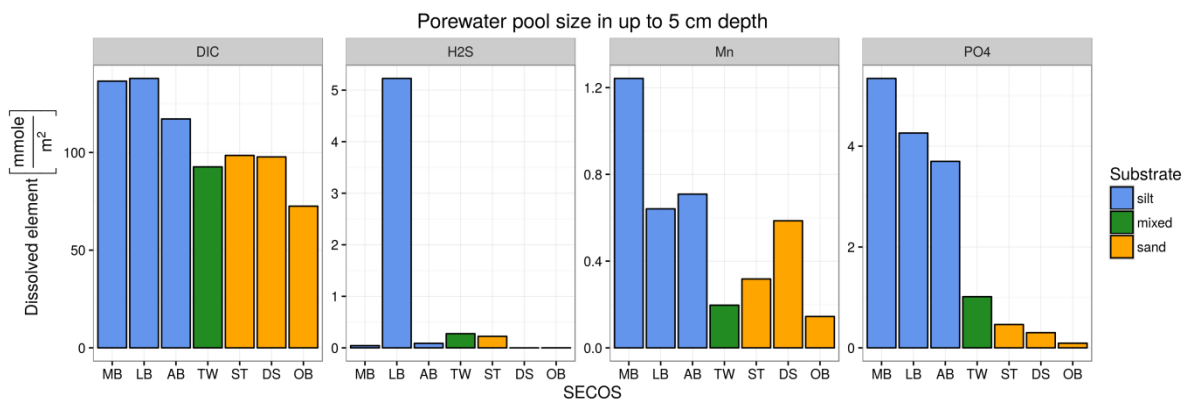 Porewater pool size in up to 5 cm depth
DIC
H2S
Mn
PO4
Dissolved element [mmole/m²]
100
50
0
5
4
3
2
1
0
1.2
0.8
0.4
0.0
4
2
0
MB LB AB TW ST DS OB
MB LB AB TW ST DS OB
MB LB AB TW ST DS OB
MB LB AB TW ST DS OB
SECOS
Substrate
silt
mixed
sand